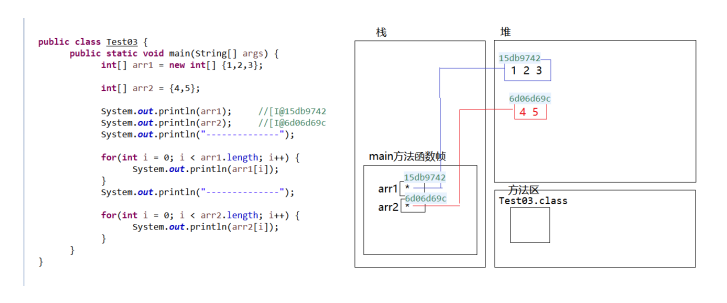 public class Test03 {
public static void main(String[] args) {
int[] arr1 = new int[] {1,2,3};
int[] arr2 = {4,5};
System.out.println(arr1); //[I@15db9742
System.out.println(arr2); //[I@6d06d69c
System.out.println("--------------");
for(int i = 0; i < arr1.length; i++) {
System.out.println(arr1[i]);
}
System.out.println("--------------");
for(int i = 0; i < arr2.length; i++) {
System.out.println(arr2[i]);
}
}
}
栈
main方法函数帧
15db9742
arr1 *
6d06d69c
arr2 *
堆
15db9742
1 2 3
6d06d69c
4 5
方法区
Test03.class